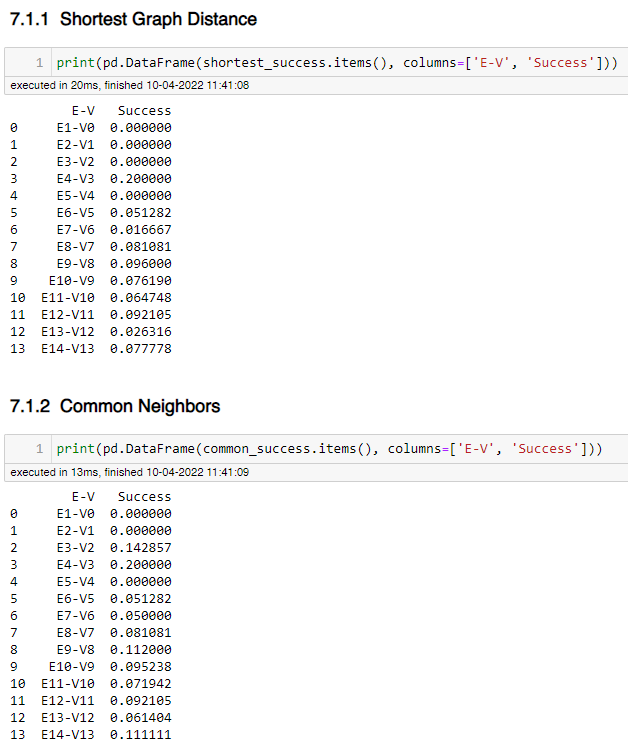 7.1.1 Shortest Graph Distance
1 print(pd.DataFrame(shortest_success.items(), columns=['E-V', 'Success']))
executed in 20ms, finished 10-04-2022 11:41:08
E-V Success
0 E1-V0 0.000000
1 E2-V1 0.000000
2 E3-V2 0.000000
3 E4-V3 0.200000
4 E5-V4 0.000000
5 E6-V5 0.051282
6 E7-V6 0.016667
7 E8-V7 0.081081
8 E9-V8 0.096000
9 E10-V9 0.076190
10 E11-V10 0.064748
11 E12-V11 0.092105
12 E13-V12 0.026316
13 E14-V13 0.077778
7.1.2 Common Neighbors
1 print(pd.DataFrame(common_success.items(), columns=['E-V', 'Success']))
executed in 13ms, finished 10-04-2022 11:41:09
E-V Success
0 E1-V0 0.000000
1 E2-V1 0.000000
2 E3-V2 0.142857
3 E4-V3 0.200000
4 E5-V4 0.000000
5 E6-V5 0.051282
6 E7-V6 0.050000
7 E8-V7 0.081081
8 E9-V8 0.112000
9 E10-V9 0.095238
10 E11-V10 0.071942
11 E12-V11 0.092105
12 E13-V12 0.061404
13 E14-V13 0.111111